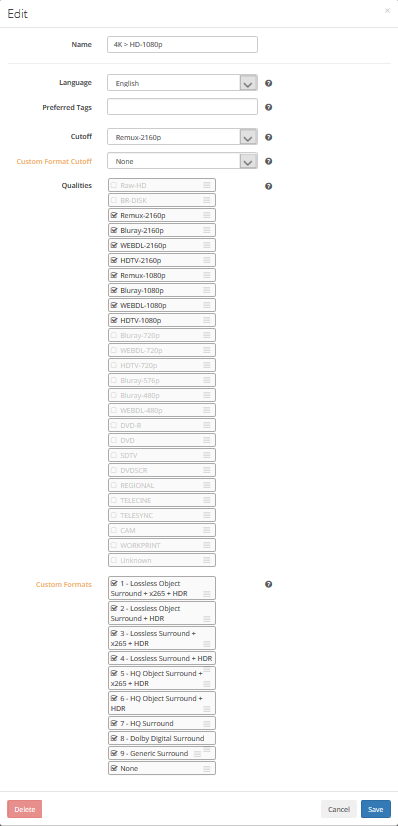 Edit
×
Name
4K > HD-1080p
Language
English
Preferred Tags
Cutoff
Remux-2160p
Custom Format Cutoff
None
Qualities
Raw-HD
BR-DISK
Remux-2160p
Bluray-2160p
WEBDL-2160p
HDTV-2160p
Remux-1080p
Bluray-1080p
WEBDL-1080p
HDTV-1080p
Bluray-720p
WEBDL-720p
HDTV-720p
Bluray-576p
Bluray-480p
WEBDL-480p
DVD-R
DVD
SDTV
DVDSCR
REGIONAL
TELECINE
TELESYNC
CAM
WORKPRINT
Unknown
Custom Formats
1 - Lossless Object
Surround + x265 + HDR
2 - Lossless Object
Surround + HDR
3 - Lossless Surround +
x265 + HDR
4 - Lossless Surround + HDR
5 - HQ Object Surround +
x265 + HDR
6 - HQ Object Surround +
HDR
7 - HQ Surround
8 - Dolby Digital Surround
9 - Generic Surround
None
Delete
Cancel
Save